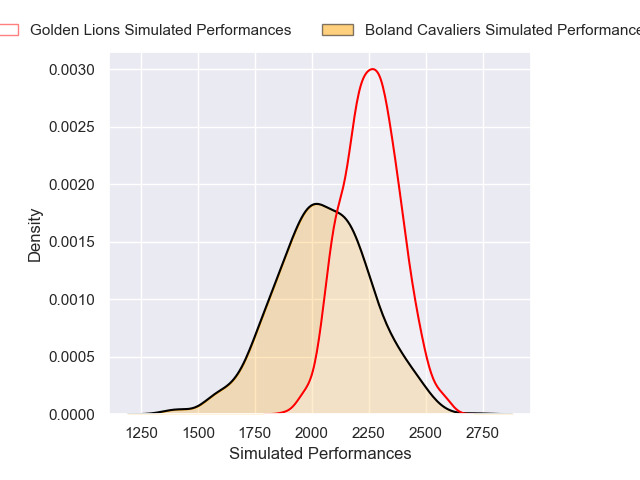 Golden Lions Simulated Performances Boland Cavaliers Simulated Performance
0.0030
0.0025
0.0020
0.0015
0.0010
0.0005
0.0000
Density
1250 1500 1750 2000 2250 2500 2750
Simulated Performances